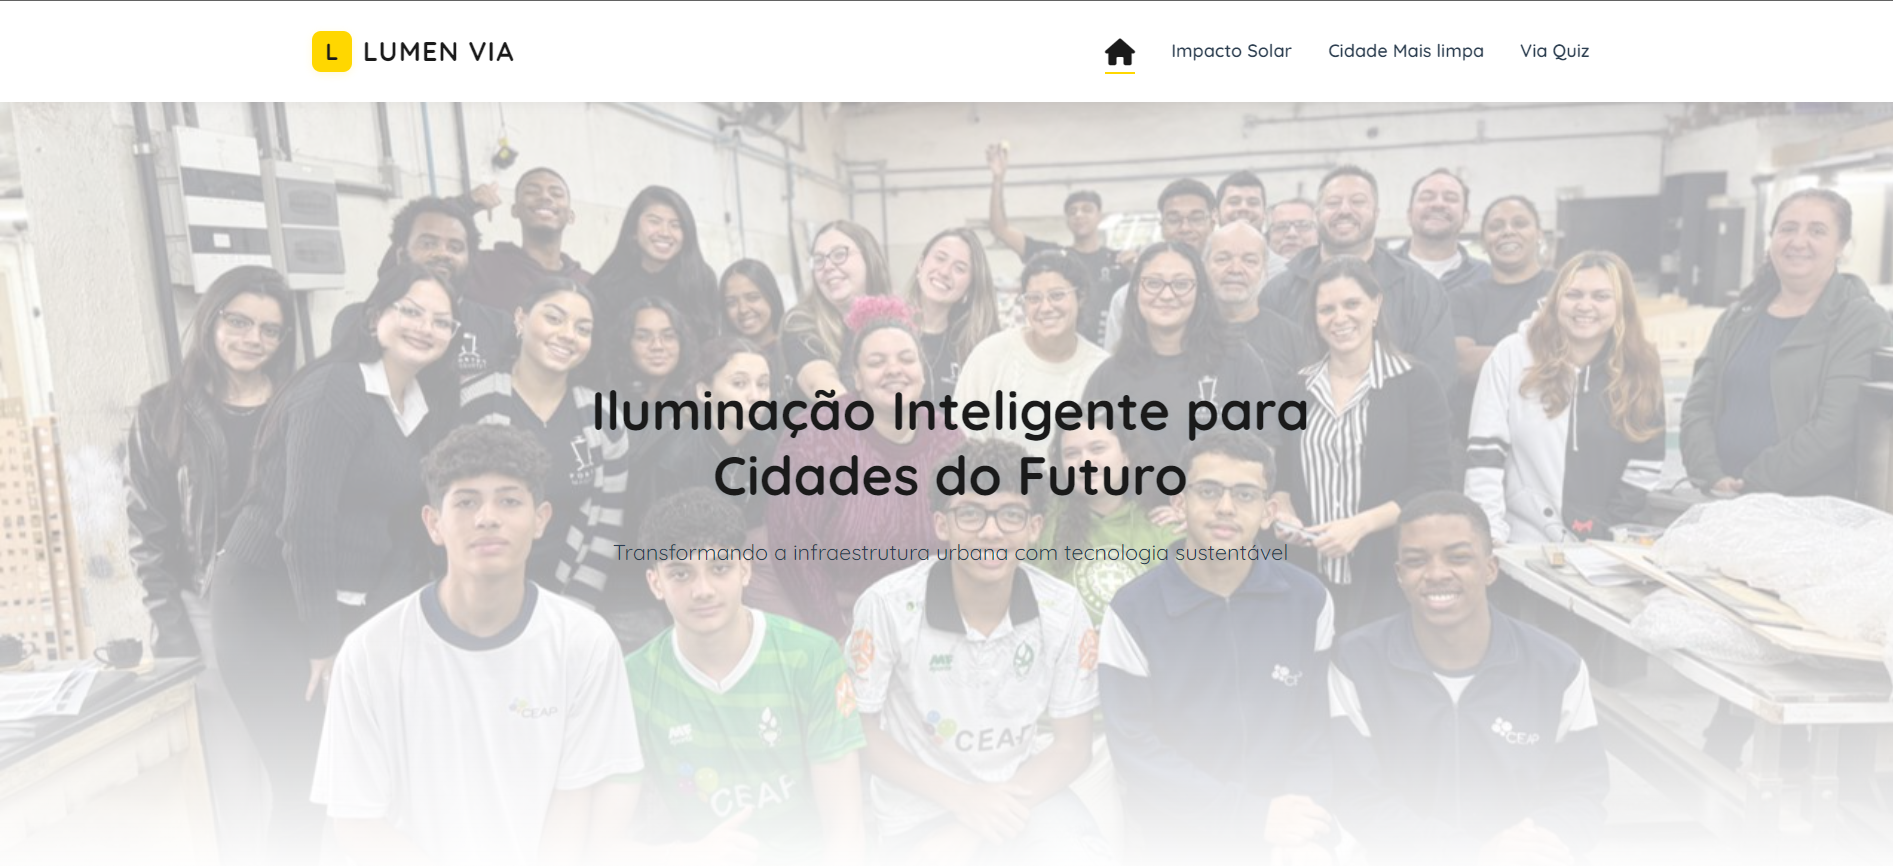 L LUMEN VIA
Impacto Solar Cidade Mais limpa Via Quiz
Iluminação Inteligente para
Cidades do Futuro
Transformando a infraestrutura urbana com tecnologia sustentável
CEAP
CEAP
CEAP
CEAP